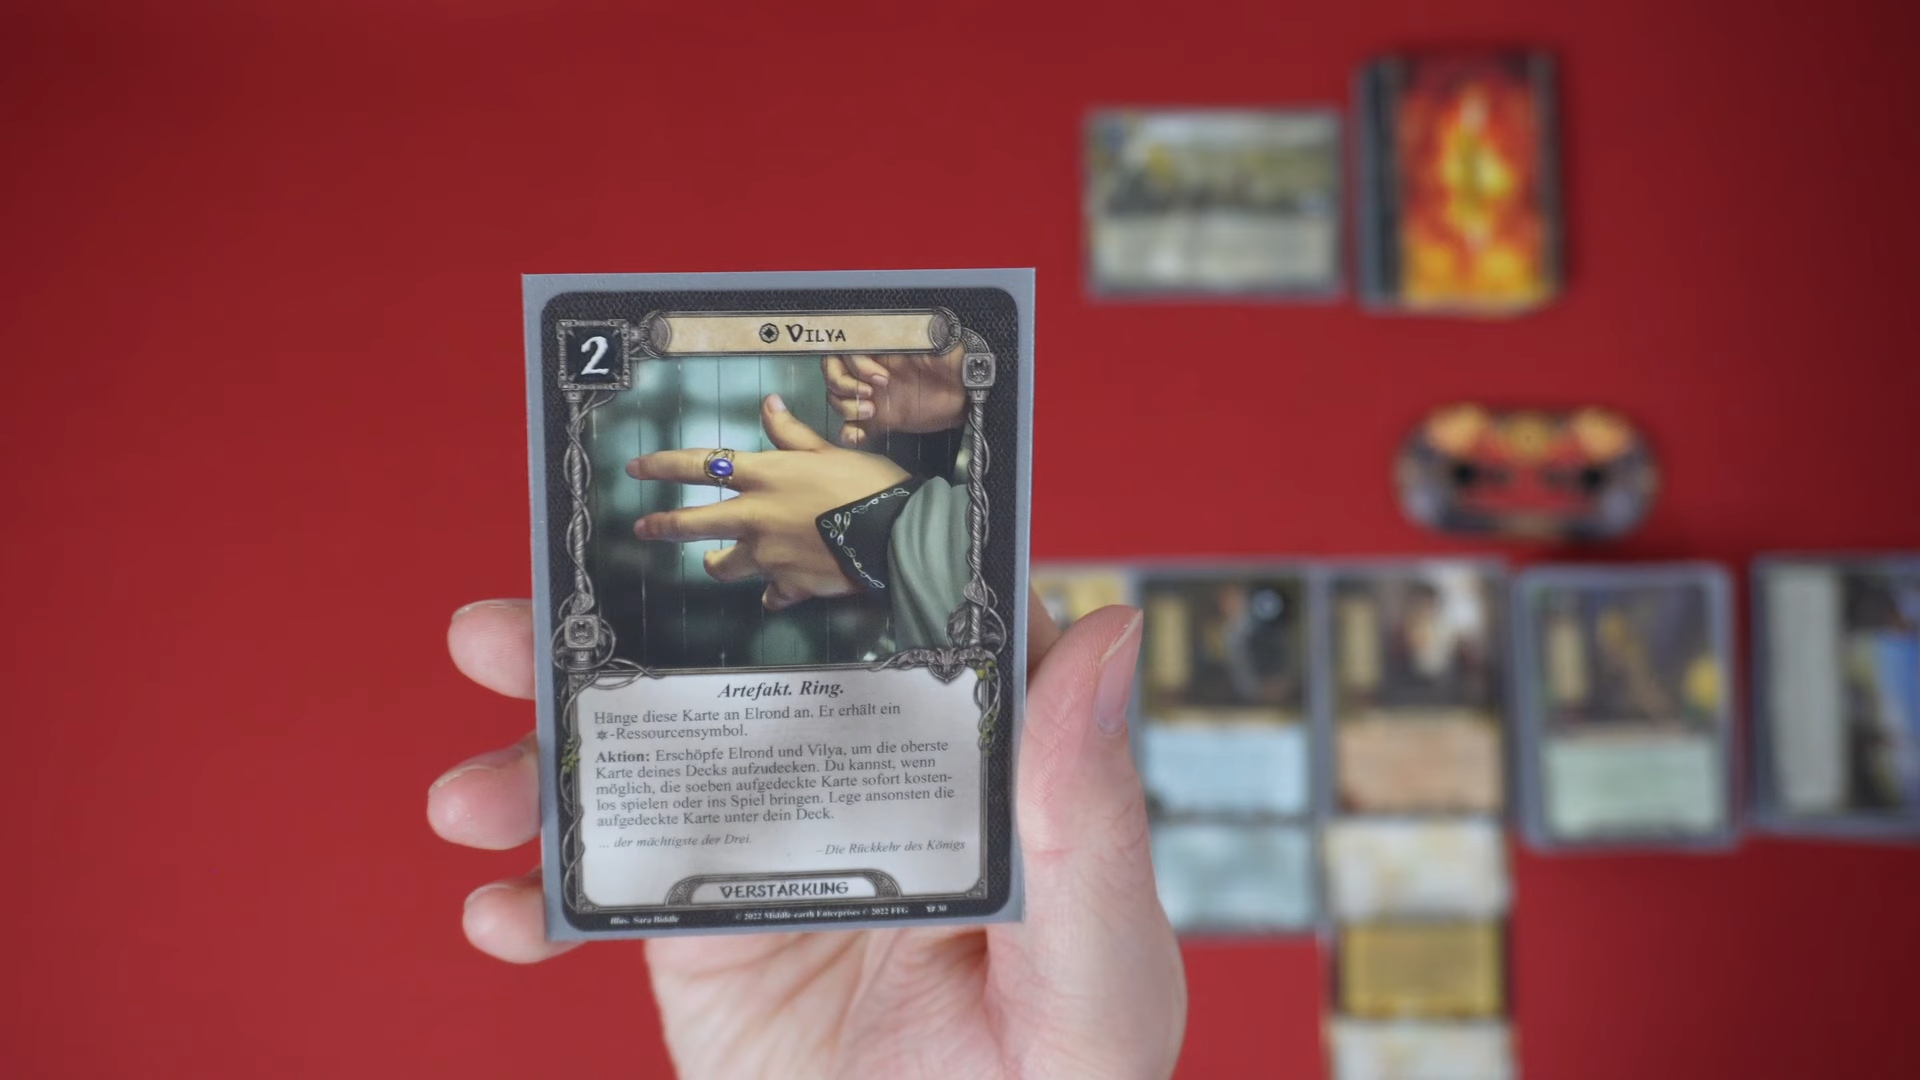 2
VILYA
Artefakt. Ring.
Hänge diese Karte an Elrond an. Er erhält ein
-Ressourcensymbol.
Aktion: Erschöpfe Elrond und Vilya, um die oberste
Karte deines Decks aufzudecken. Du kannst, wenn
möglich, die soeben aufgedeckte Karte sofort kosten-
los spielen oder ins Spiel bringen. Lege ansonsten die
aufgedeckte Karte unter dein Deck.
... der mächtigste der Drei.
–Die Rückkehr des Königs
VERSTÄRKUNG
Illus. Sara Biddle
© 2022 Middle-earth Enterprises © 2022 FFG
30